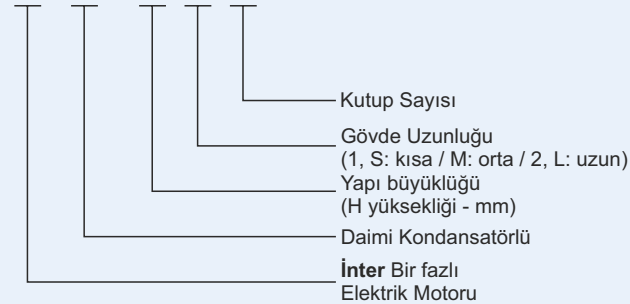 Kutup Sayısı
Gövde Uzunluğu
(1, S: kısa / M: orta / 2, L: uzun)
Yapı büyüklüğü
(H yüksekliği - mm)
Daimi Kondansatörlü
İnter Bir fazlı
Elektrik Motoru